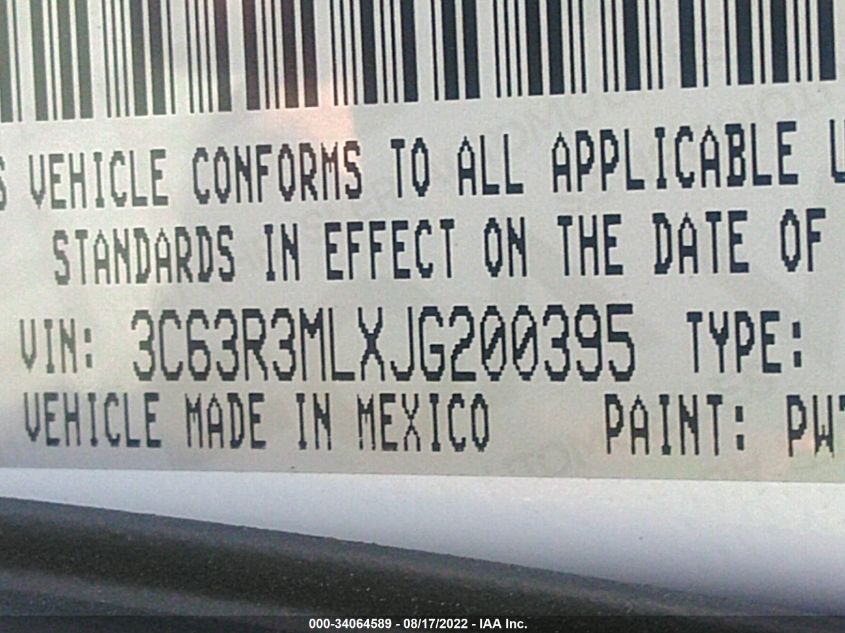 VEHICLE CONFORMS TO ALL APPLICABLE
STANDARDS IN EFFECT ON THE DATE OF
VIN: 3C63R3MLXJG200395 TYPE:
VEHICLE MADE IN MEXICO PAINT: PW7
000-34064589 - 08/17/2022 - IAA Inc.